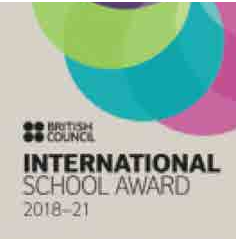 BRITISH
COUNCIL
INTERNATIONAL
SCHOOL AWARD
2018–21